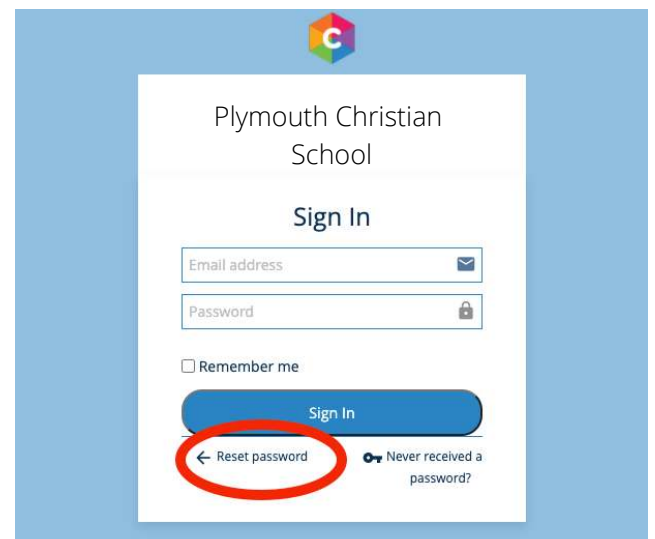 C
Plymouth Christian
School
Sign In
Email address
Password
Remember me
Sign In
Reset password
Never received a
password?